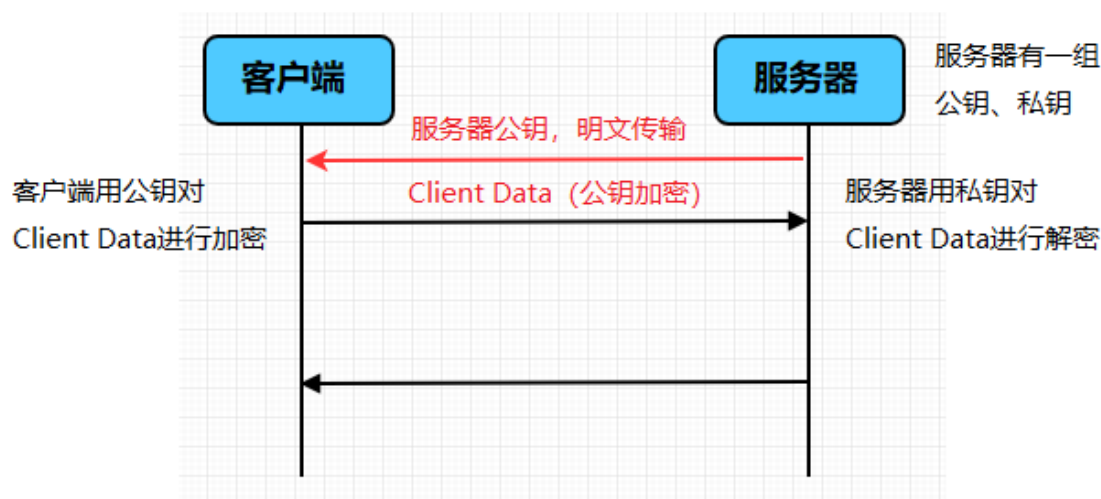 客户端
服务器
服务器有一组
公钥、私钥
服务器公钥，明文传输
客户端用公钥对
Client Data进行加密
Client Data（公钥加密）
服务器用私钥对
Client Data进行解密